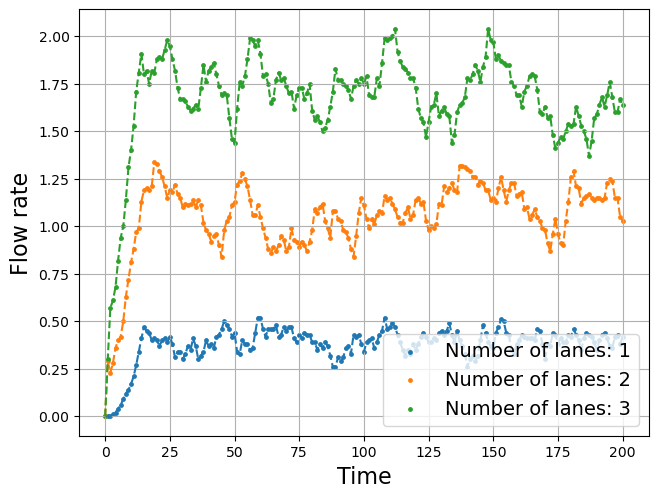 2.00
1.75
1.50
1.25
1.00
0.75
0.50
0.25
0.00
Flow rate
Number of lanes: 1
Number of lanes: 2
Number of lanes: 3
0 25 50 75 100 125 150 175 200
Time